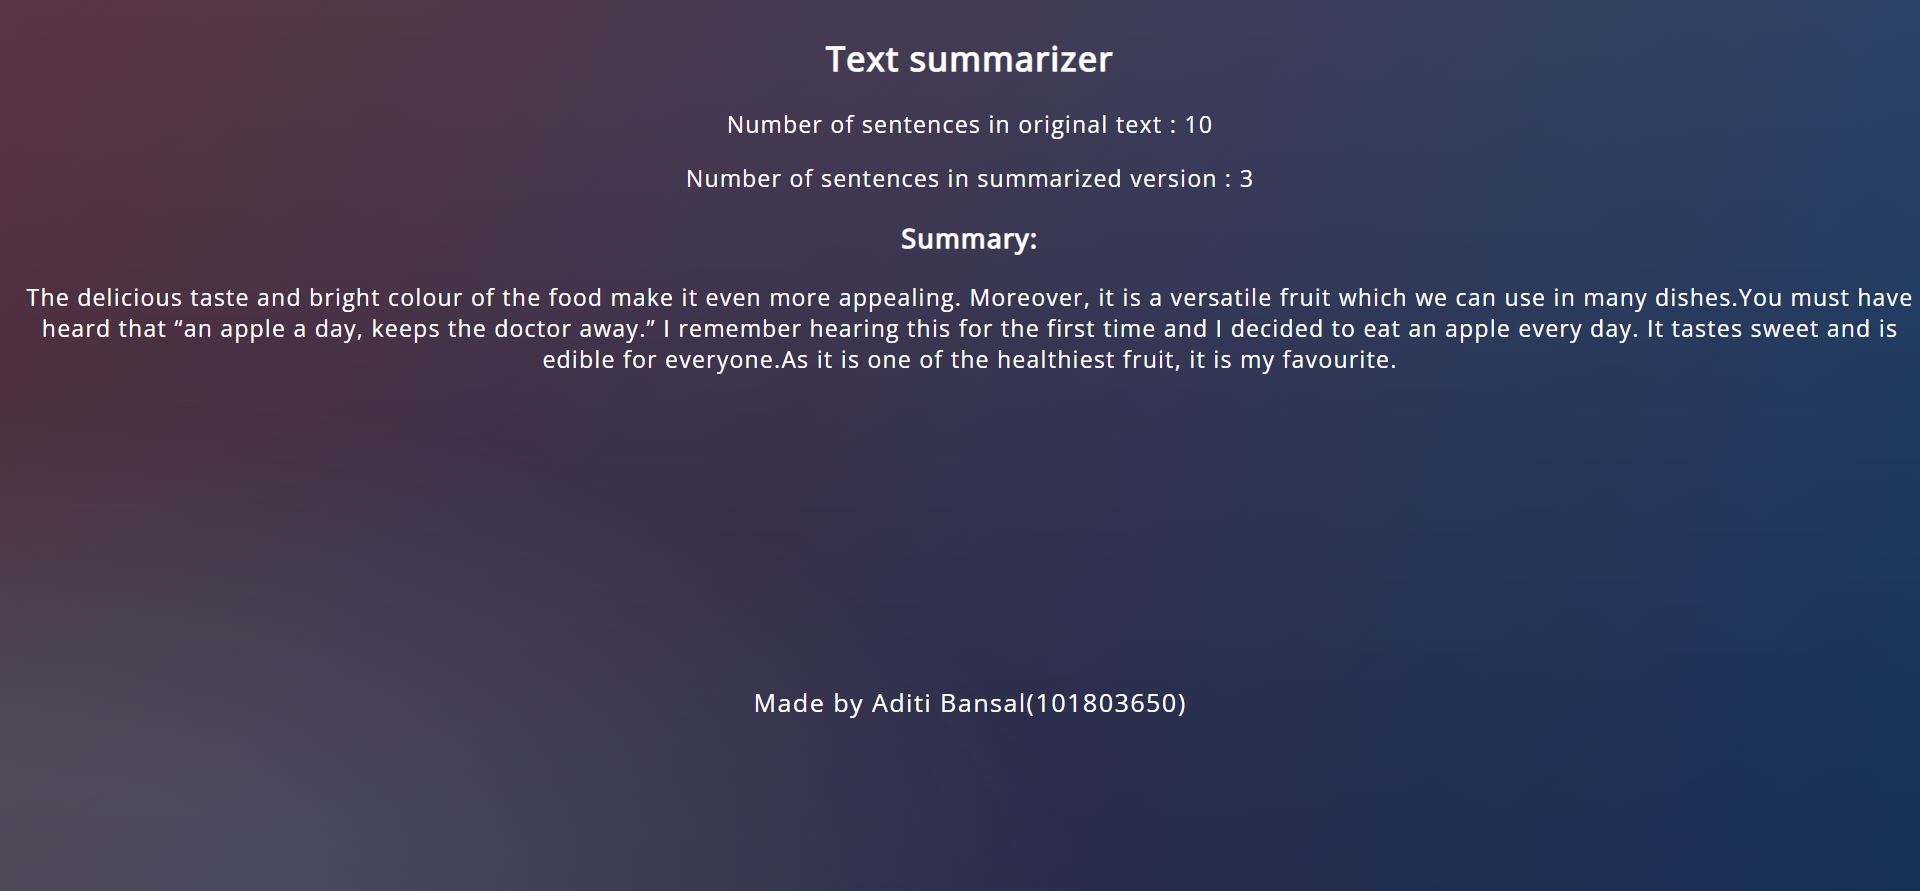 Text summarizer
Number of sentences in original text : 10
Number of sentences in summarized version : 3
Summary:
The delicious taste and bright colour of the food make it even more appealing. Moreover, it is a versatile fruit which we can use in many dishes.You must have
heard that “an apple a day, keeps the doctor away.” I remember hearing this for the first time and I decided to eat an apple every day. It tastes sweet and is
edible for everyone.As it is one of the healthiest fruit, it is my favourite.
Made by Aditi Bansal(101803650)